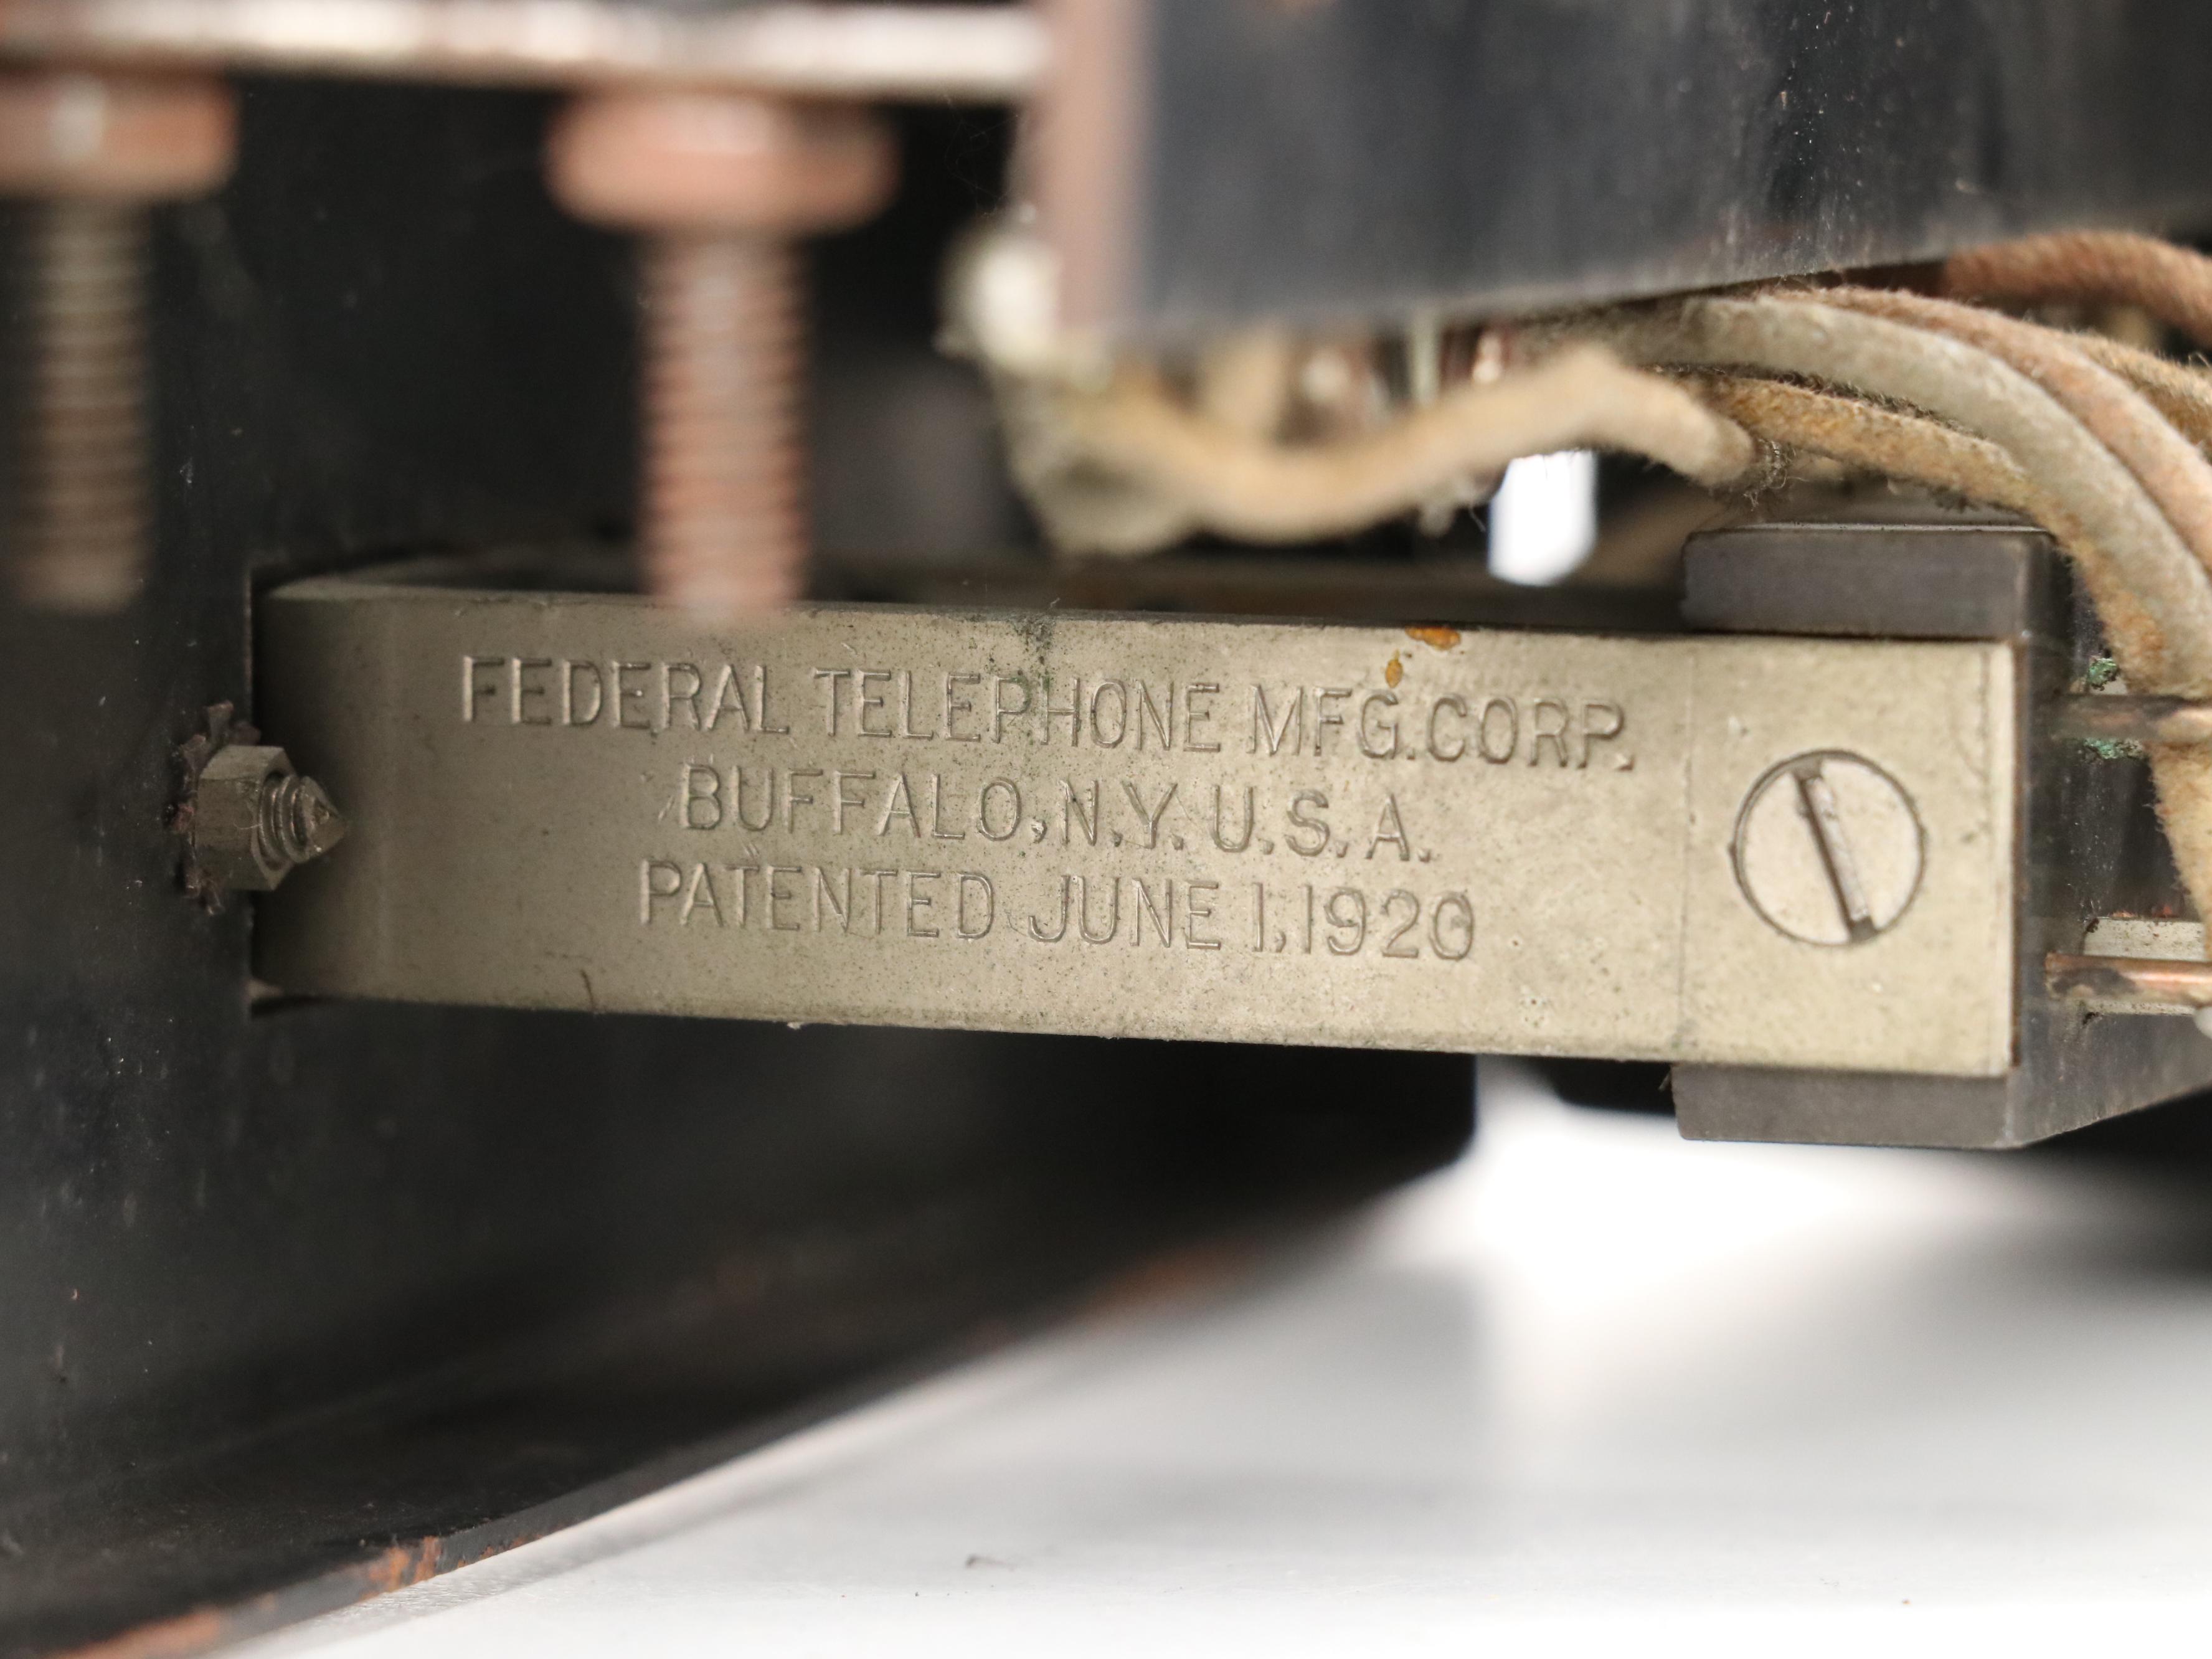 FEDERAL TELEPHONE MFG. CORP.
BUFFALO, N.Y. U.S.A.
PATENTED JUNE 1, 1920